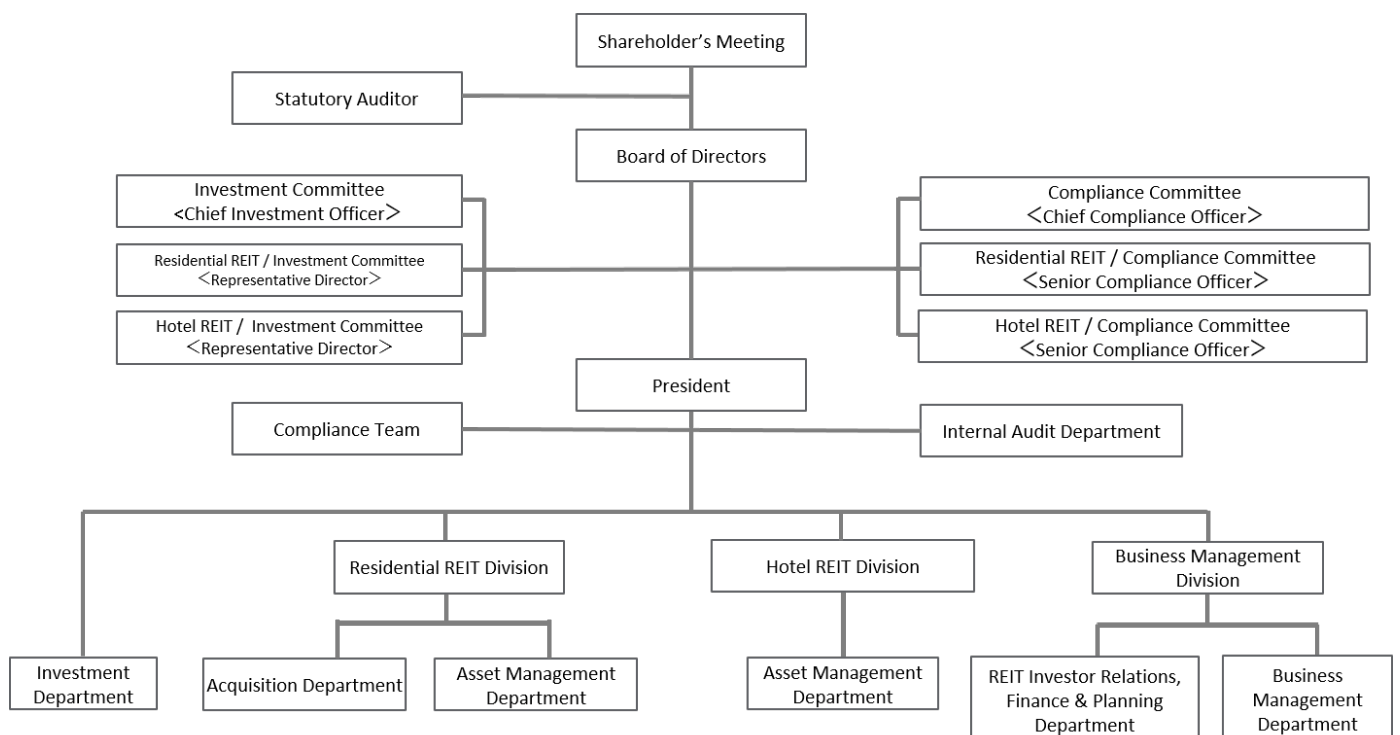 Shareholder’s Meeting
Statutory Auditor
Board of Directors
Investment Committee
<Chief Investment Officer＞
Compliance Committee
＜Chief Compliance Officer＞
Residential REIT / Investment Committee
＜Representative Director＞
Residential REIT / Compliance Committee
＜Senior Compliance Officer＞
Hotel REIT / Investment Committee
＜Representative Director＞
Hotel REIT / Compliance Committee
＜Senior Compliance Officer＞
President
Compliance Team
Internal Audit Department
Residential REIT Division
Hotel REIT Division
Business Management
Division
Investment
Department
Acquisition Department
Asset Management
Department
Asset Management
Department
REIT Investor Relations,
Finance & Planning
Department
Business
Management
Department